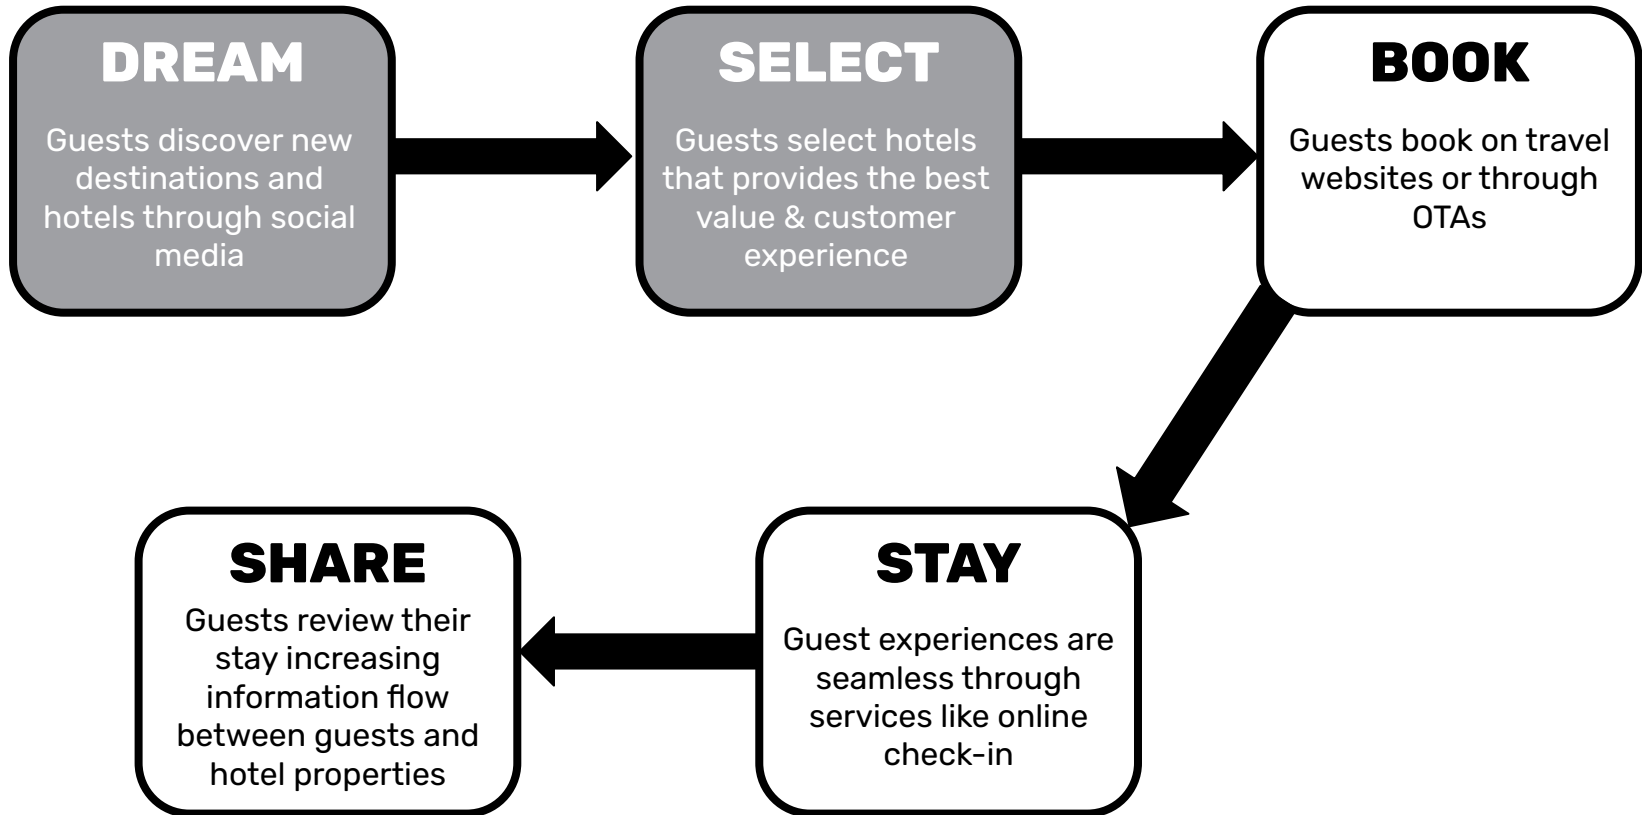 DREAM
Guests discover new
destinations and
hotels through social
media
SELECT
Guests select hotels
that provides the best
value & customer
experience
BOOK
Guests book on travel
websites or through
OTAs
STAY
Guest experiences are
seamless through
services like online
check-in
SHARE
Guests review their
stay increasing
information flow
between guests and
hotel properties